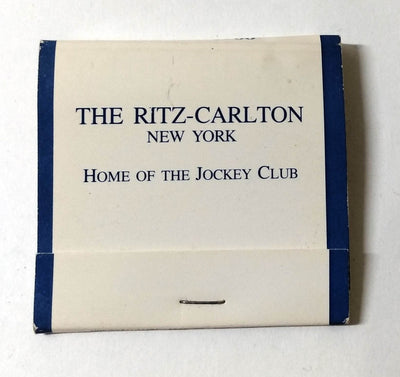 THE RITZ-CARLTON
NEW YORK
HOME OF THE JOCKEY CLUB